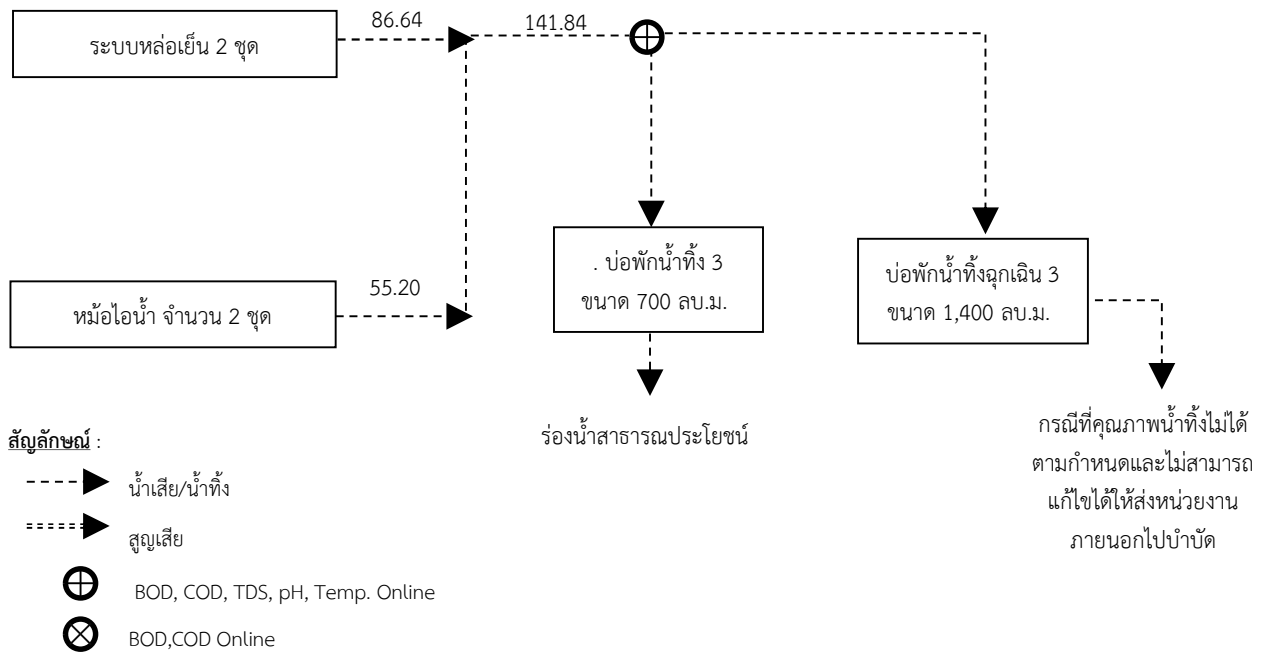 86.64
141.84
ระบบหล่อเย็น 2 ชุด
55.20
หม้อไอน้ำ จำนวน 2 ชุด
. บ่อพักน้ำทิ้ง 3
ขนาด 700 ลบ.ม.
บ่อพักน้ำทิ้งฉุกเฉิน 3
ขนาด 1,400 ลบ.ม.
ร่องน้ำสาธารณประโยชน์
กรณีที่คุณภาพน้ำทิ้งไม่ได้
ตามกำหนดและไม่สามารถ
แก้ไขได้ให้ส่งหน่วยงาน
ภายนอกไปบำบัด
สัญลักษณ์ :
น้ำเสีย/น้ำทิ้ง
สูญเสีย
BOD, COD, TDS, pH, Temp. Online
BOD,COD Online